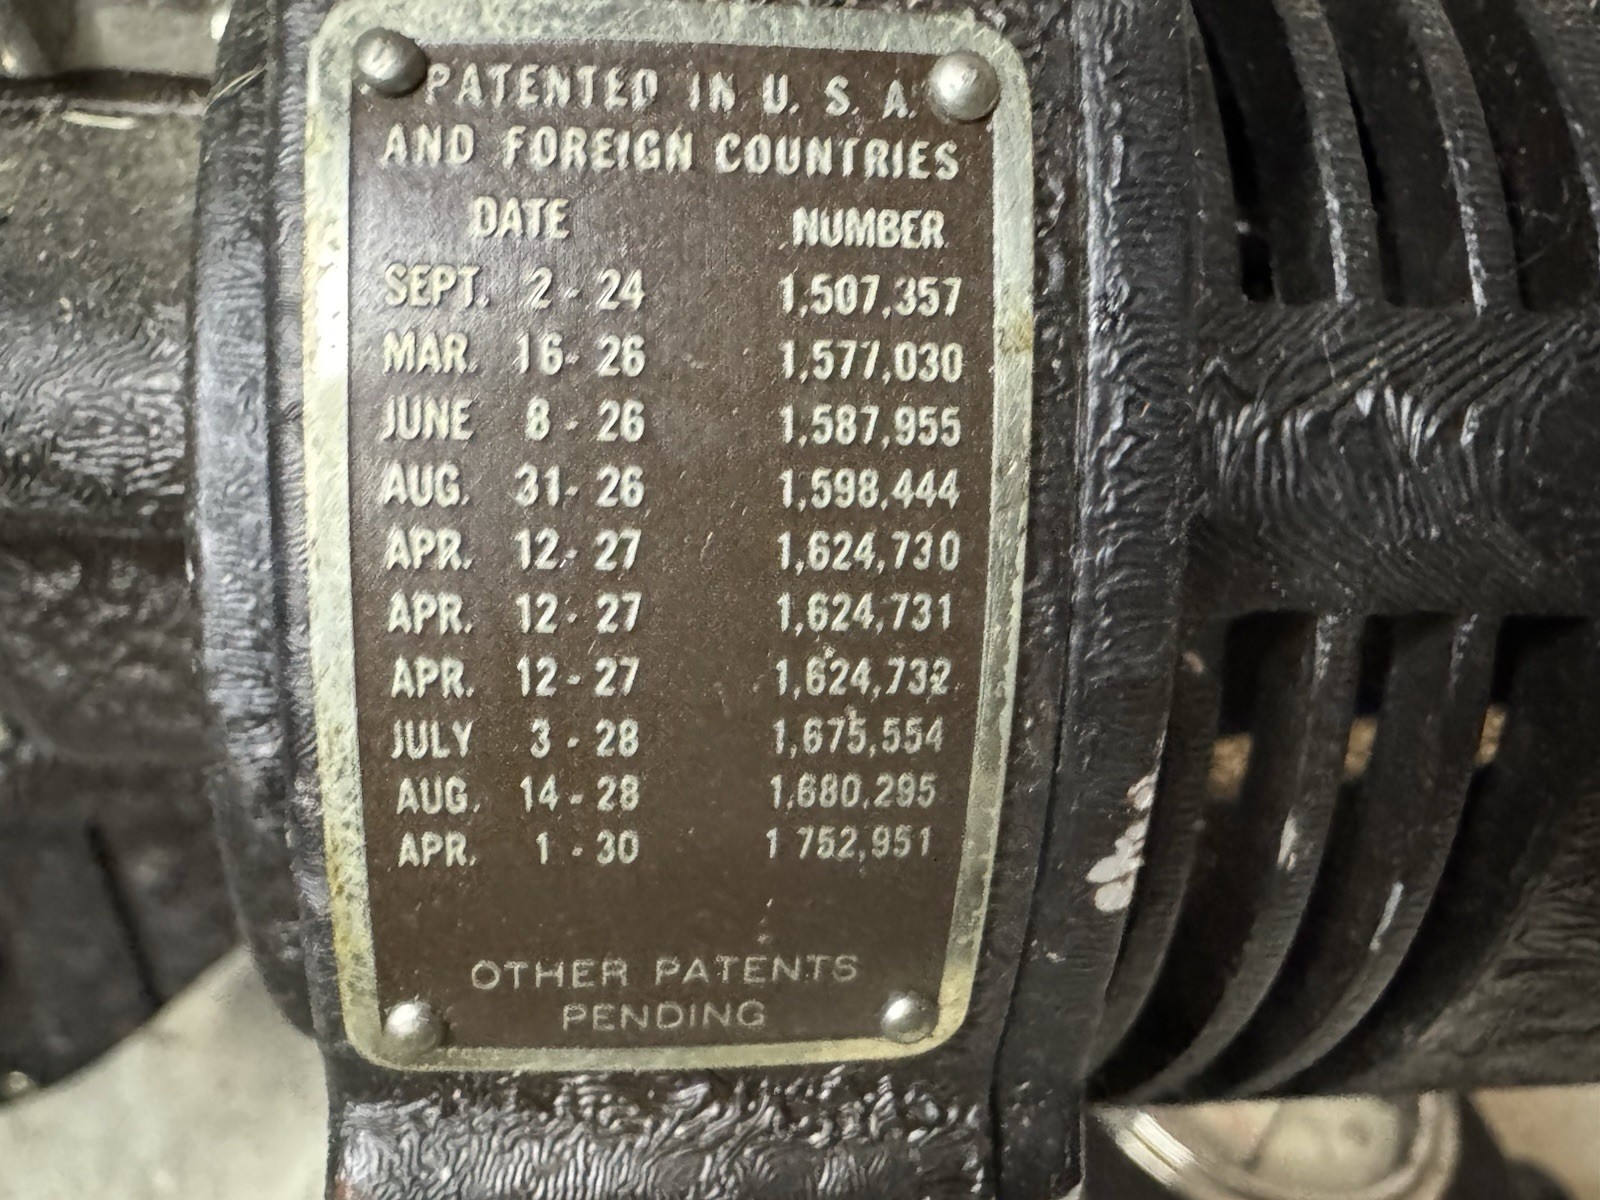 PATENTED IN U. S. A.
AND FOREIGN COUNTRIES
DATE NUMBER
SEPT. 2 - 24 1,507,357
MAR. 16 - 26 1,577,030
JUNE 8 - 26 1,587,955
AUG. 31 - 26 1,598,444
APR. 12 - 27 1,624,730
APR. 12 - 27 1,624,731
APR. 12 - 27 1,624,732
JULY 3 - 28 1,675,554
AUG. 14 - 28 1,680,295
APR. 1 - 30 1 752,951
OTHER PATENTS
PENDING